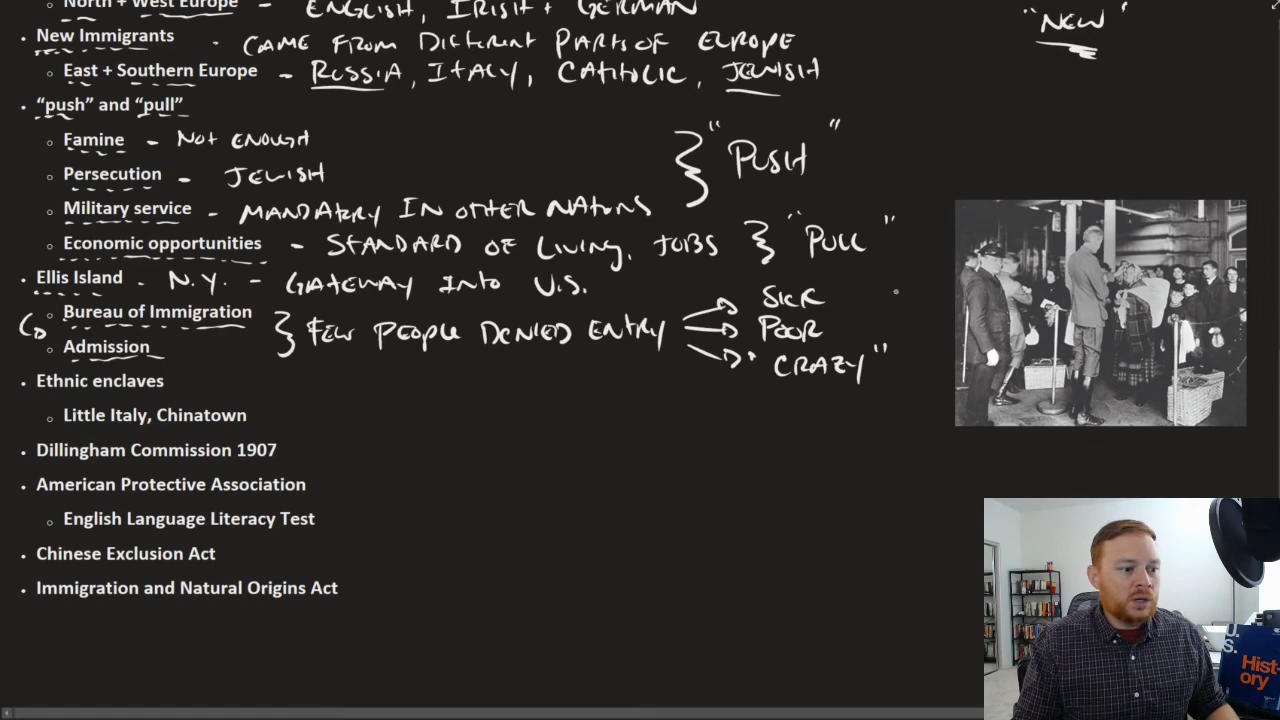 North + West Europe - ENGLISH, IRISH + GERMAN
"NEW"
• New Immigrants - CAME FROM DIFFERENT PARTS OF EUROPE
East + Southern Europe - RUSSIA, ITALY, CATHOLIC, JEWISH
• “push” and “pull”
Famine - NOT ENOUGH
Persecution - JEWISH
"PUSH"
Military service - MANDATRY IN OTHER NATIONS
Economic opportunities - STANDARD OF LIVING, JOBS } "PULL"
• Ellis Island - N.Y. - GATEWAY INTO U.S.
Bureau of Immigration
Admission
} FEW PEOPLE DENIED ENTRY
SICK
POOR
"CRAZY"
• Ethnic enclaves
Little Italy, Chinatown
• Dillingham Commission 1907
• American Protective Association
English Language Literacy Test
• Chinese Exclusion Act
• Immigration and Natural Origins Act
U.
S.
Hist-
ory